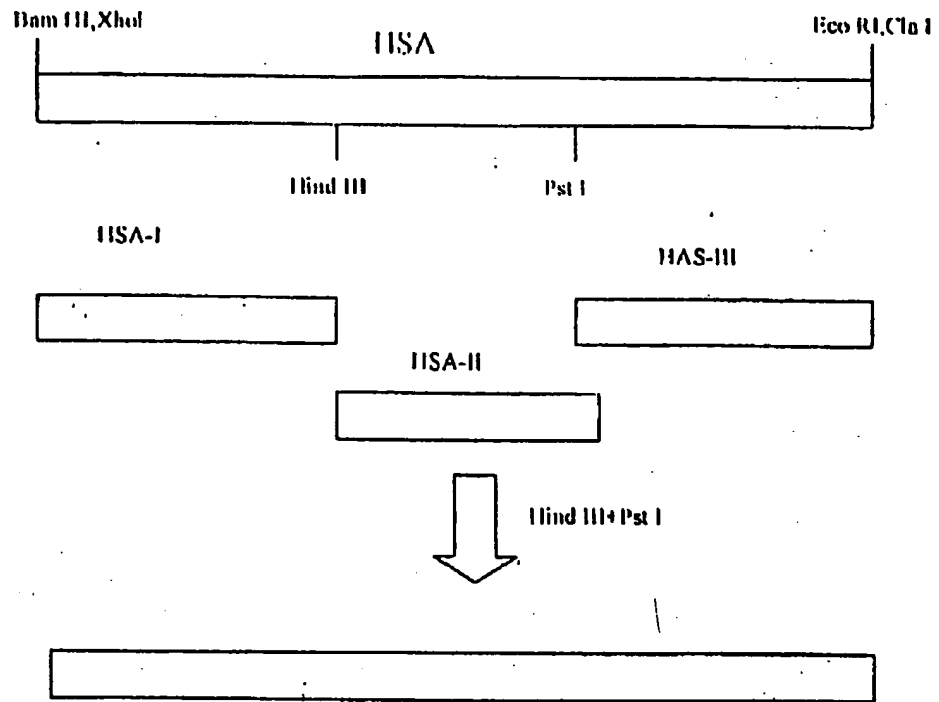 Bam HI,XhoI
HSA
Eco RI,Cla I
Hind III
Pst I
HSA-I
HAS-III
HSA-II
Hind III+Pst I